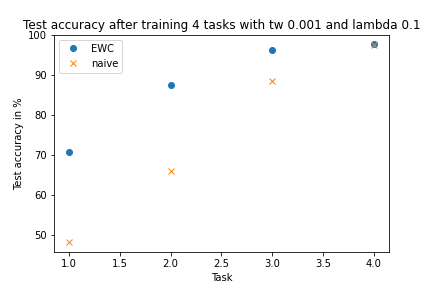 Test accuracy after training 4 tasks with tw 0.001 and lambda 0.1
EWC
naive
100
90
80
70
60
50
Test accuracy in %
1.0 1.5 2.0 2.5 3.0 3.5 4.0
Task